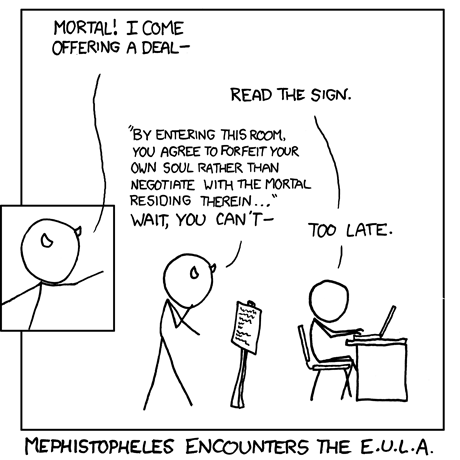 MORTAL! I COME
OFFERING A DEAL—
READ THE SIGN.
"BY ENTERING THIS ROOM,
YOU AGREE TO FORFEIT YOUR
OWN SOUL RATHER THAN
NEGOTIATE WITH THE MORTAL
RESIDING THEREIN..."
WAIT, YOU CAN'T—
TOO LATE.
MEPHISTOPHELES ENCOUNTERS THE E.U.L.A.